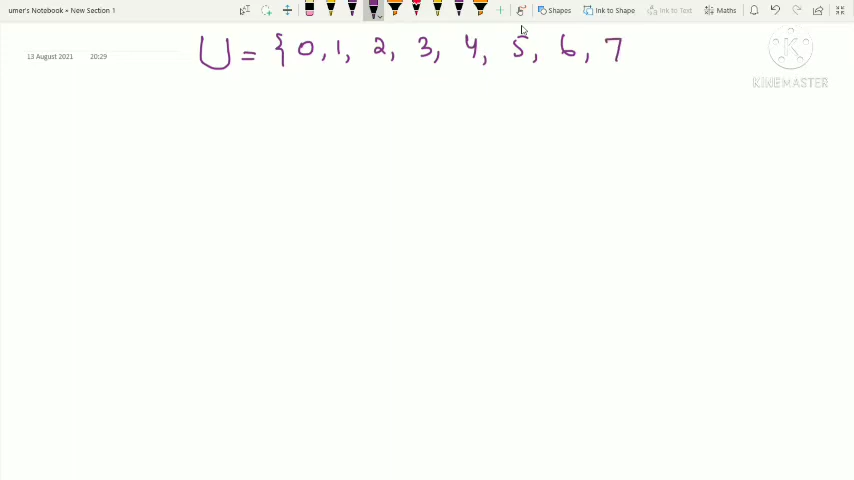 umer's Notebook » New Section 1
Shapes
Ink to Shape
Ink to Text
Maths
U = {0, 1, 2, 3, 4, 5, 6, 7
13 August 2021 20:29
KINEMASTER